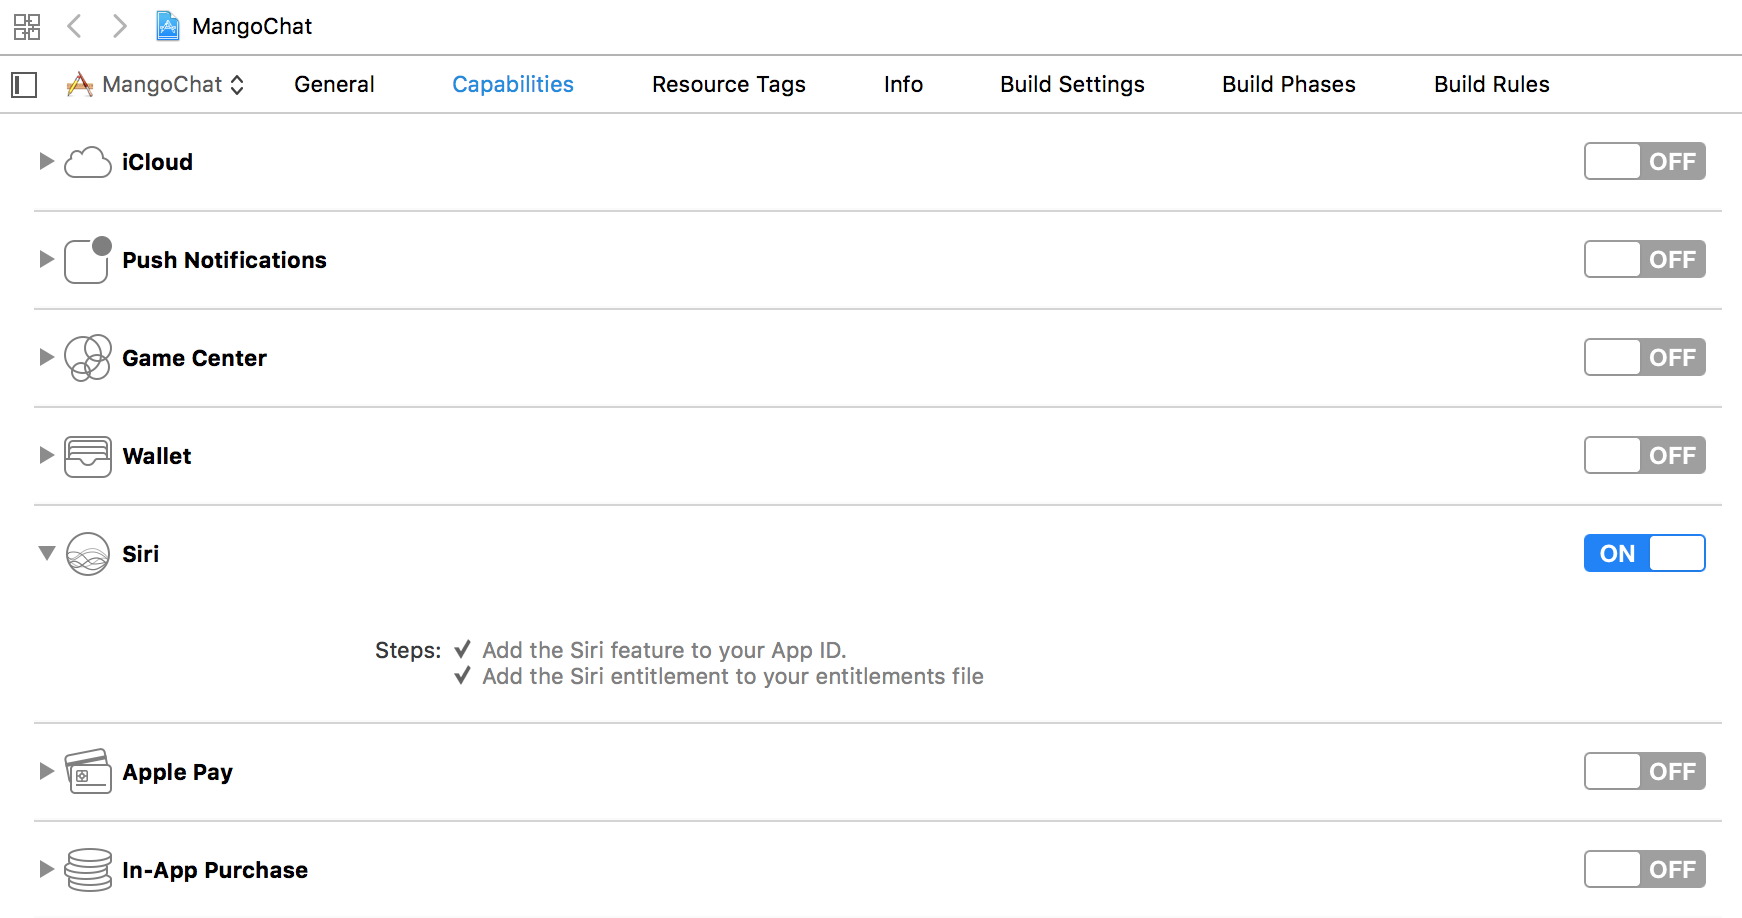 MangoChat
MangoChat General Capabilities Resource Tags Info Build Settings Build Phases Build Rules
iCloud OFF
Push Notifications OFF
Game Center OFF
Wallet OFF
Siri ON
Steps: ✓ Add the Siri feature to your App ID.
✓ Add the Siri entitlement to your entitlements file
Apple Pay OFF
In-App Purchase OFF